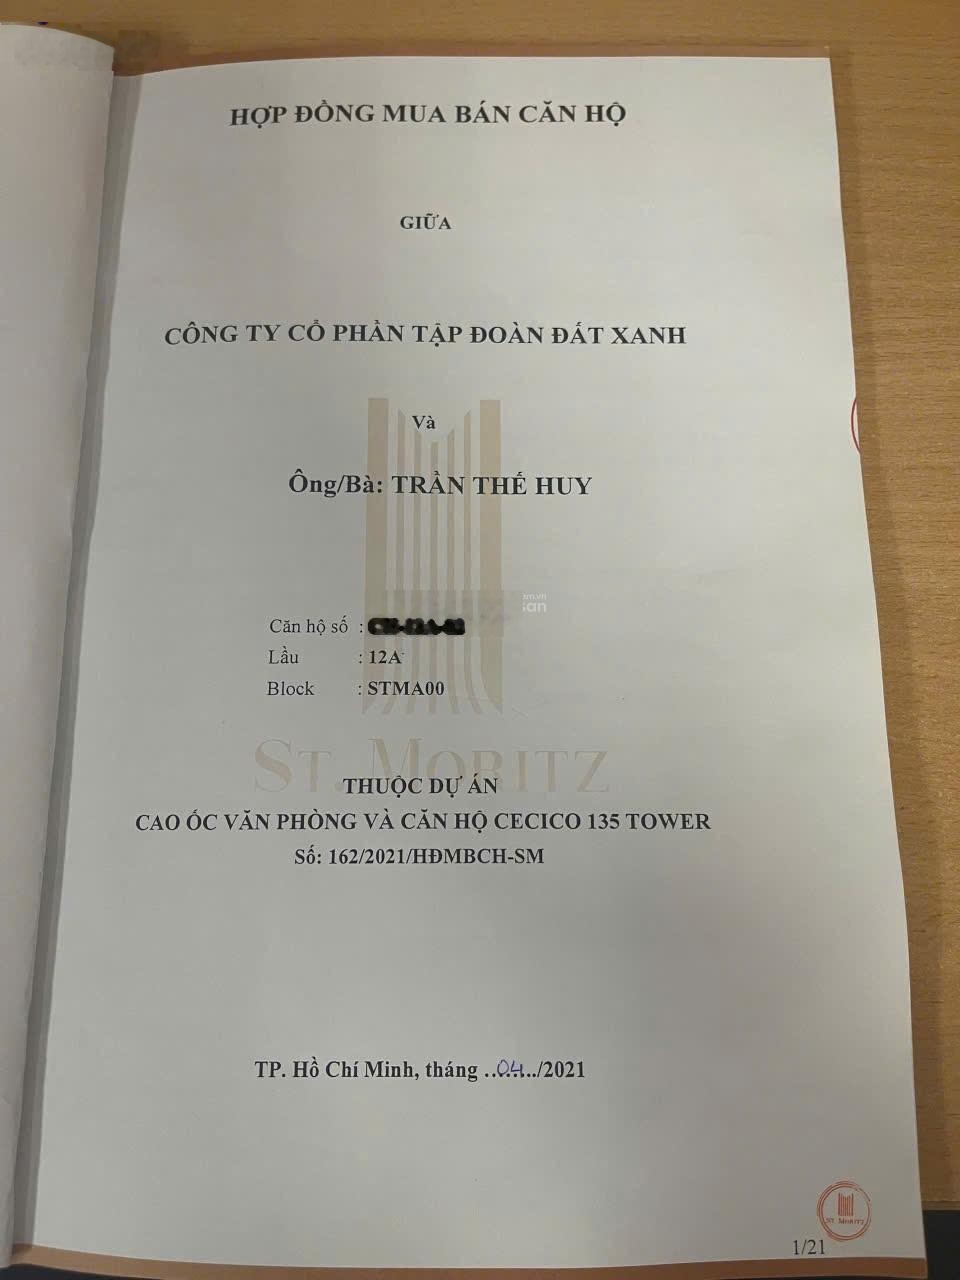 HỢP ĐỒNG MUA BÁN CĂN HỘ
GIỮA
CÔNG TY CỔ PHẦN TẬP ĐOÀN ĐẤT XANH
Và
Ông/Bà: TRẦN THẾ HUY
Căn hộ số :
Lầu : 12A
Block : STMA00
ST. MORITZ
THUỘC DỰ ÁN
CAO ỐC VĂN PHÒNG VÀ CĂN HỘ CECICO 135 TOWER
Số: 162/2021/HĐMBCH-SM
TP. Hồ Chí Minh, tháng ..04../2021
ST. MORITZ
1/21